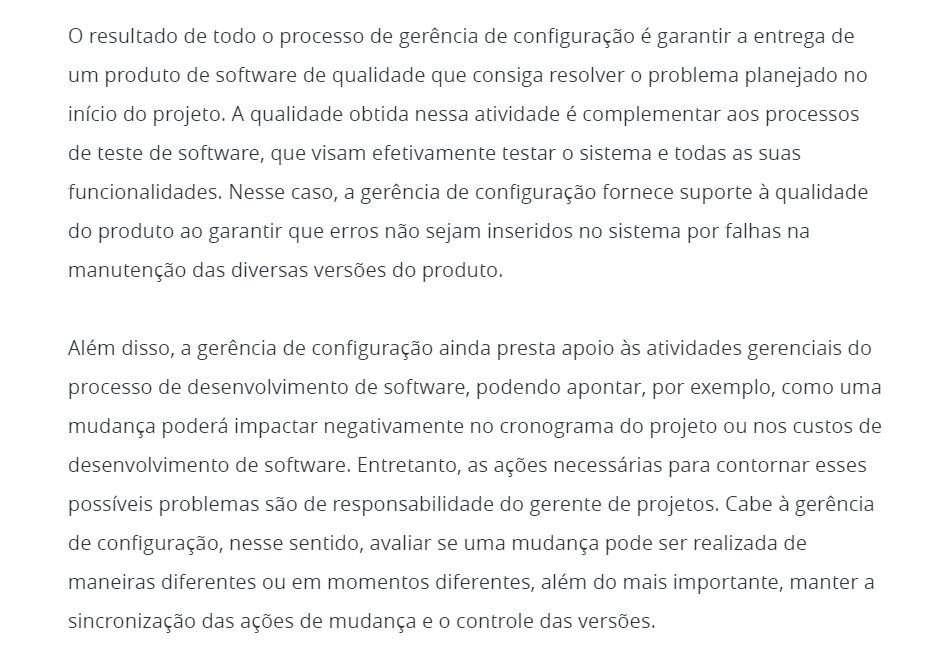 O resultado de todo o processo de gerência de configuração é garantir a entrega de
um produto de software de qualidade que consiga resolver o problema planejado no
início do projeto. A qualidade obtida nessa atividade é complementar aos processos
de teste de software, que visam efetivamente testar o sistema e todas as suas
funcionalidades. Nesse caso, a gerência de configuração fornece suporte à qualidade
do produto ao garantir que erros não sejam inseridos no sistema por falhas na
manutenção das diversas versões do produto.
Além disso, a gerência de configuração ainda presta apoio às atividades gerenciais do
processo de desenvolvimento de software, podendo apontar, por exemplo, como uma
mudança poderá impactar negativamente no cronograma do projeto ou nos custos de
desenvolvimento de software. Entretanto, as ações necessárias para contornar esses
possíveis problemas são de responsabilidade do gerente de projetos. Cabe à gerência
de configuração, nesse sentido, avaliar se uma mudança pode ser realizada de
maneiras diferentes ou em momentos diferentes, além do mais importante, manter a
sincronização das ações de mudança e o controle das versões.